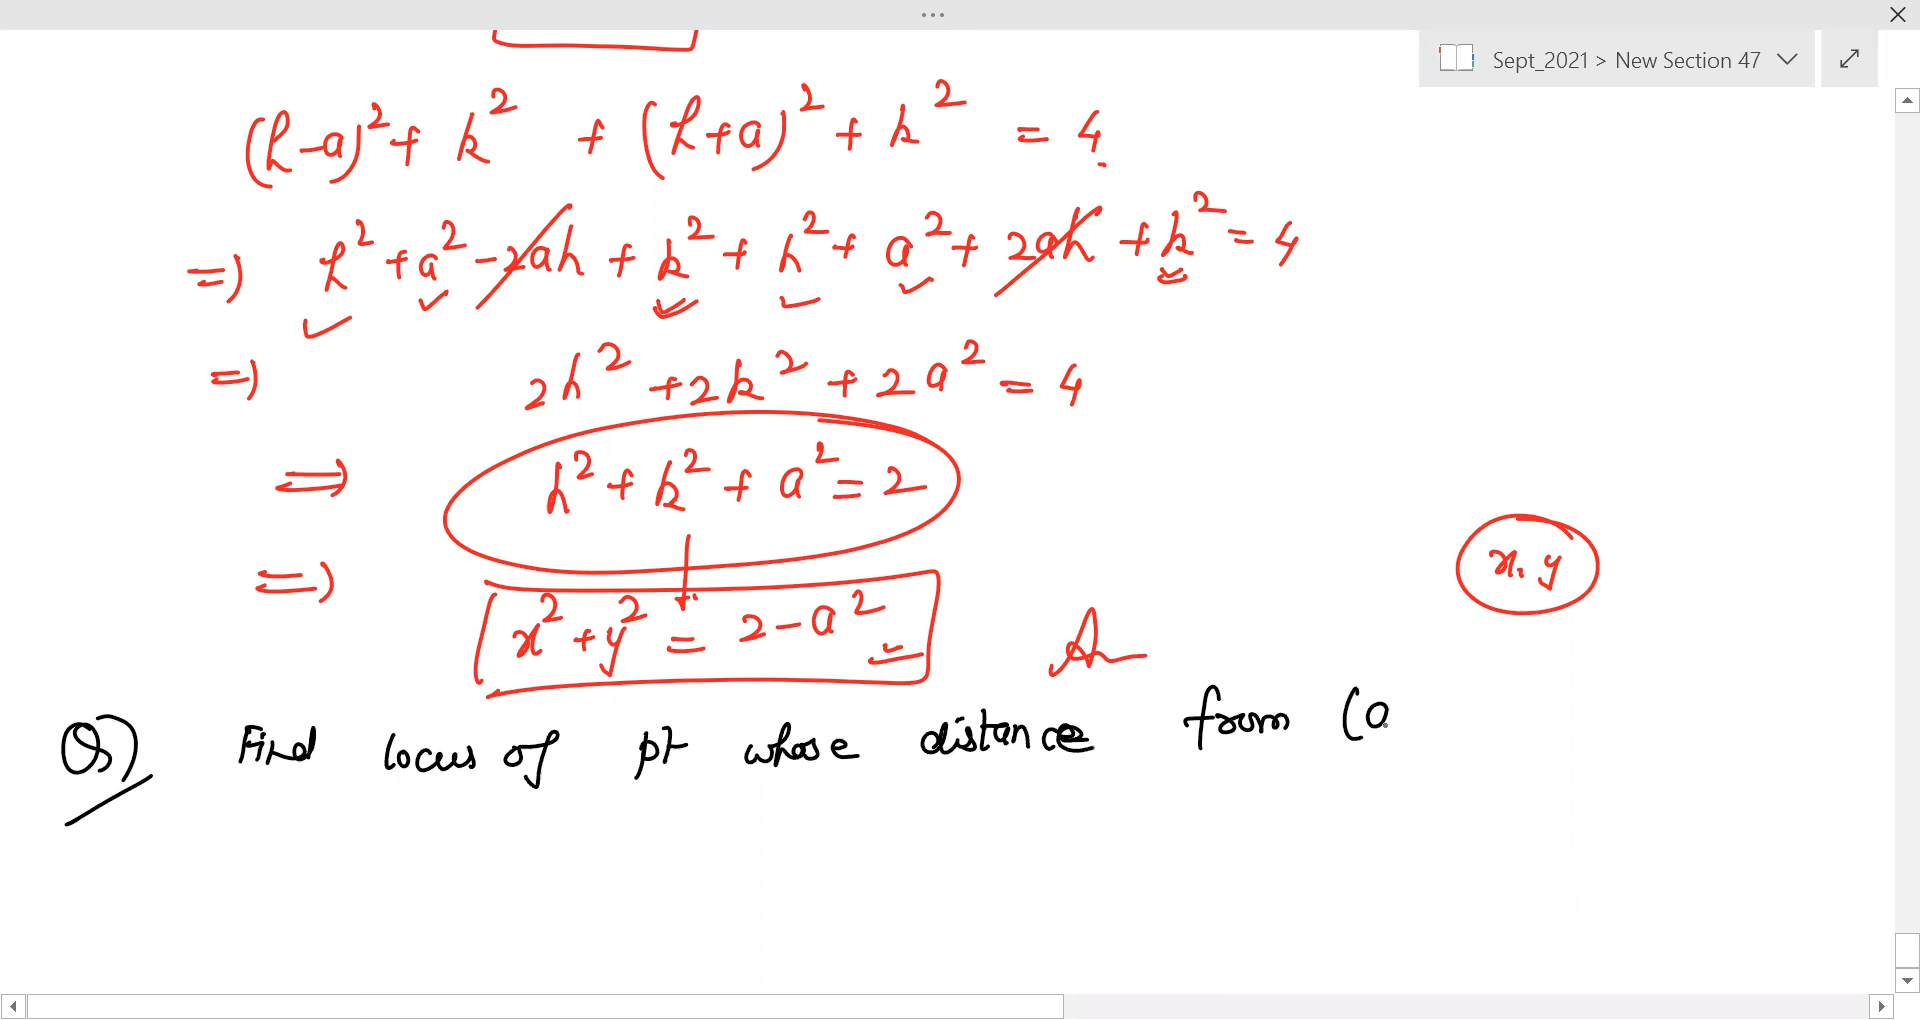 Sept_2021 > New Section 47
(h-a)² + k² + (h+a)² + k² = 4
=) h² + a² - 2ah + k² + h² + a² + 2ah + k² = 4
=) 2h² + 2k² + 2a² = 4
=) h² + k² + a² = 2
x, y
=) x² + y² = 2 - a²
Q) Find locus of pt whose distance from (a